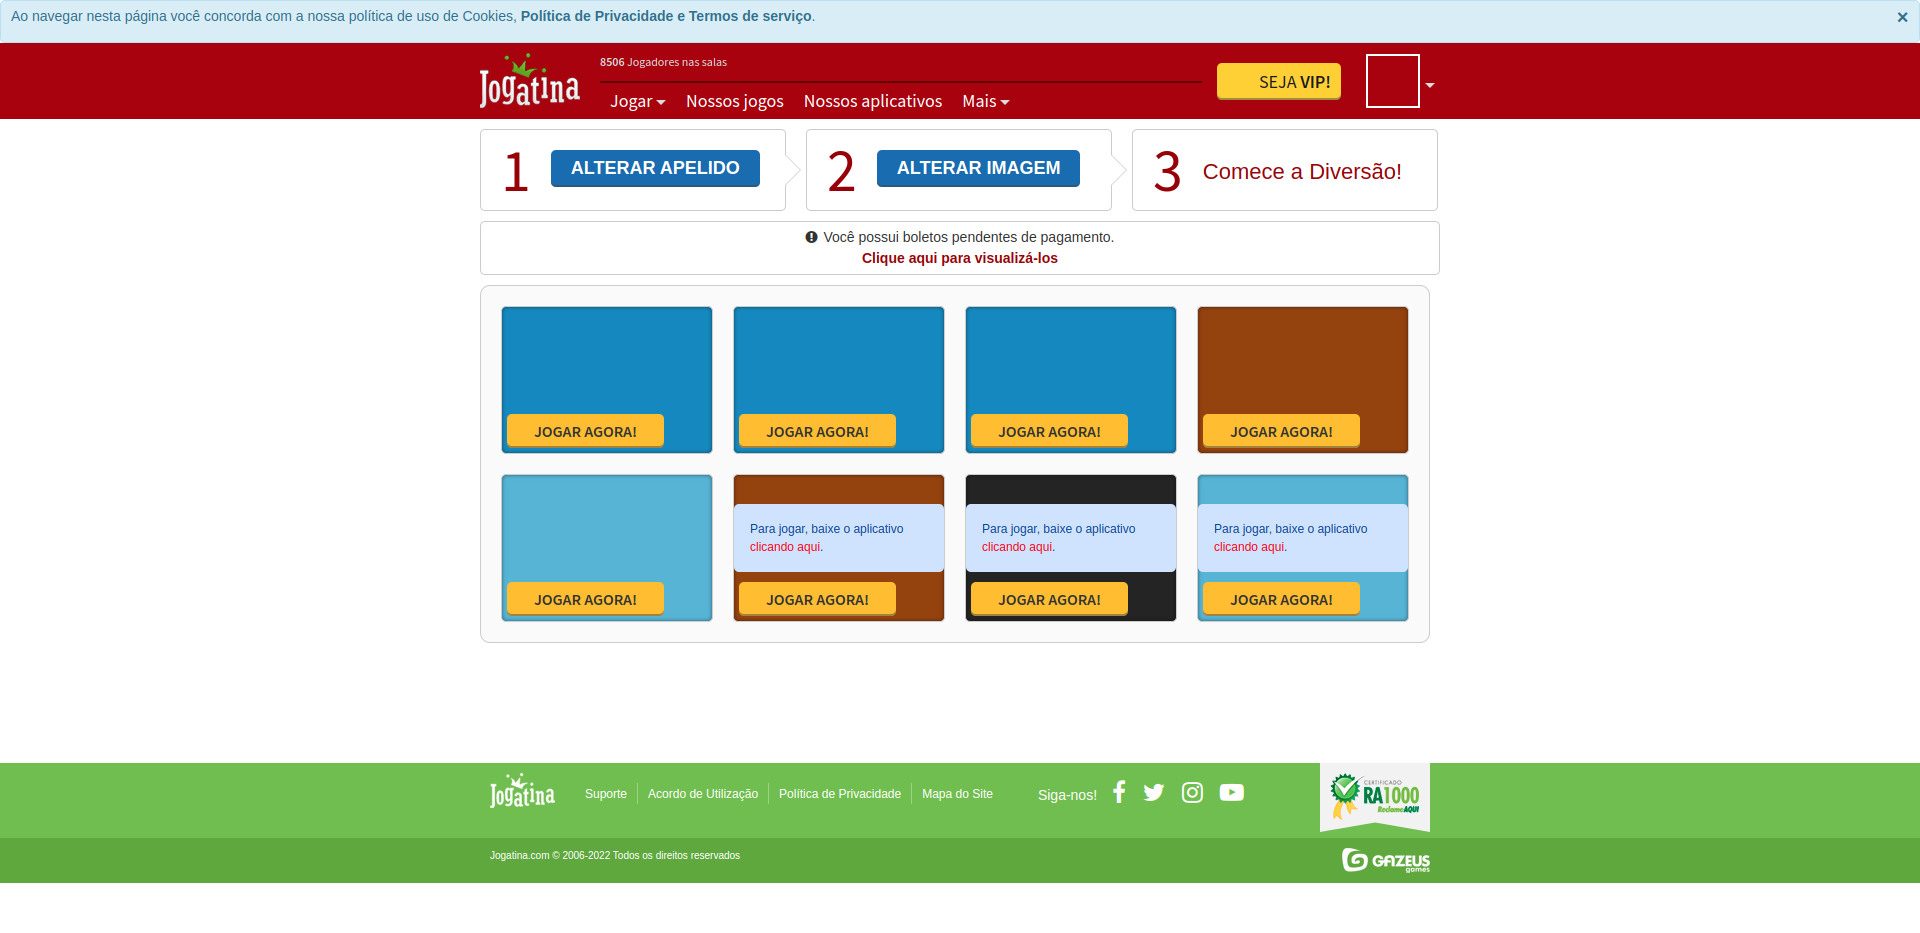 Ao navegar nesta página você concorda com a nossa política de uso de Cookies, Política de Privacidade e Termos de serviço.
×
Jogatina
8506 Jogadores nas salas
Jogar
Nossos jogos
Nossos aplicativos
Mais
SEJA VIP!
1
ALTERAR APELIDO
2
ALTERAR IMAGEM
3
Comece a Diversão!
Você possui boletos pendentes de pagamento.
Clique aqui para visualizá-los
JOGAR AGORA!
JOGAR AGORA!
JOGAR AGORA!
JOGAR AGORA!
JOGAR AGORA!
Para jogar, baixe o aplicativo
clicando aqui.
JOGAR AGORA!
Para jogar, baixe o aplicativo
clicando aqui.
JOGAR AGORA!
Para jogar, baixe o aplicativo
clicando aqui.
JOGAR AGORA!
Jogatina
Suporte
Acordo de Utilização
Política de Privacidade
Mapa do Site
Siga-nos!
CERTIFICADO
RA1000
ReclameAQUI
Jogatina.com © 2006-2022 Todos os direitos reservados
GAZEUS
games